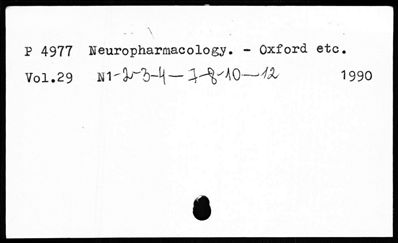 P 4977 Neuropharmacology. - Oxford etc.
Vol.29 N1-2-3-4-7-8-10-12 1990